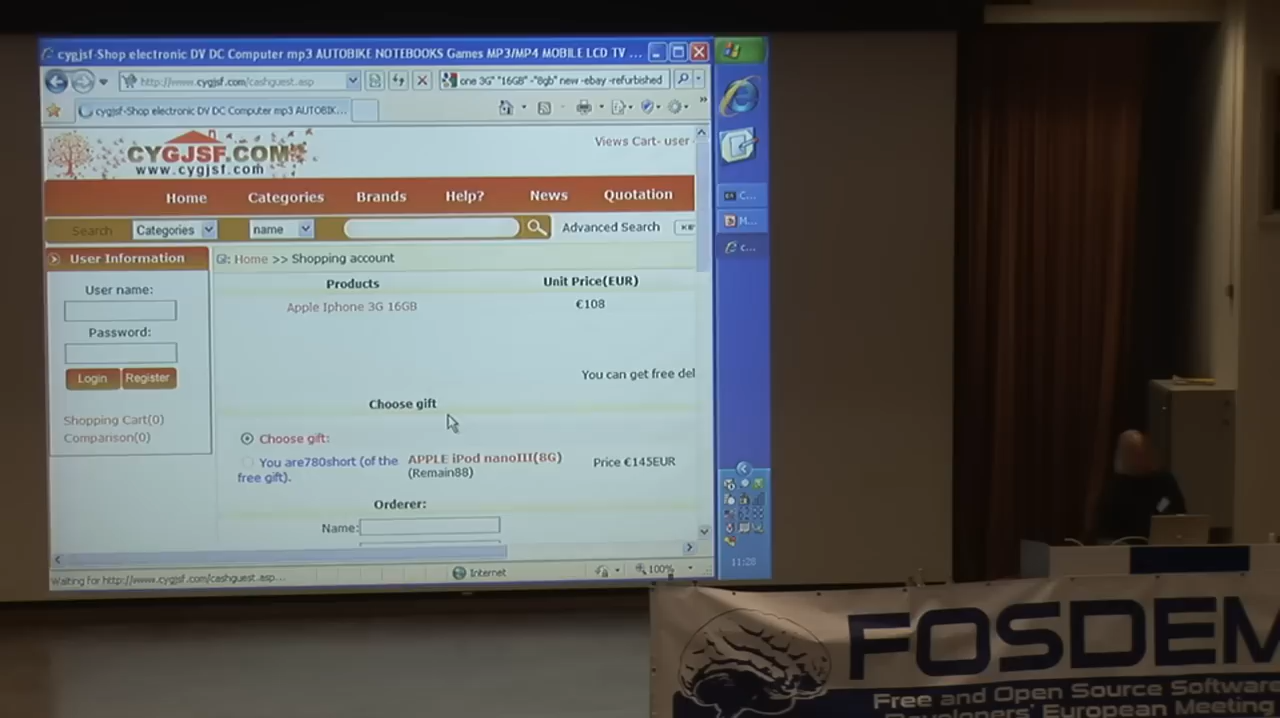 cygjsf-Shop electronic DV DC Computer mp3 AUTOBIKE NOTEBOOKS Games MP3/MP4 MOBILE LCD TV ...
http://www.cygjsf.com/cashguest.asp
one 3G" "16GB" -"8gb" new -ebay -refurbished
cygjsf-Shop electronic DV DC Computer mp3 AUTOBIK...
CYGJSF.COM
www.cygjsf.com
Views Cart- user
Home Categories Brands Help? News Quotation
Search Categories name Advanced Search
User Information
Home >> Shopping account
User name:
Password:
Login Register
Shopping Cart(0)
Comparison(0)
Products Unit Price(EUR)
Apple Iphone 3G 16GB €108
You can get free del
Choose gift
Choose gift:
You are780short (of the free gift). APPLE iPod nanoIII(8G) (Remain88) Price €145EUR
Orderer:
Name:
Waiting for http://www.cygjsf.com/cashguest.asp... Internet 100%
C...
M...
c...
11:28
FOSDEM
Free and Open Source Software
Developers' European Meeting